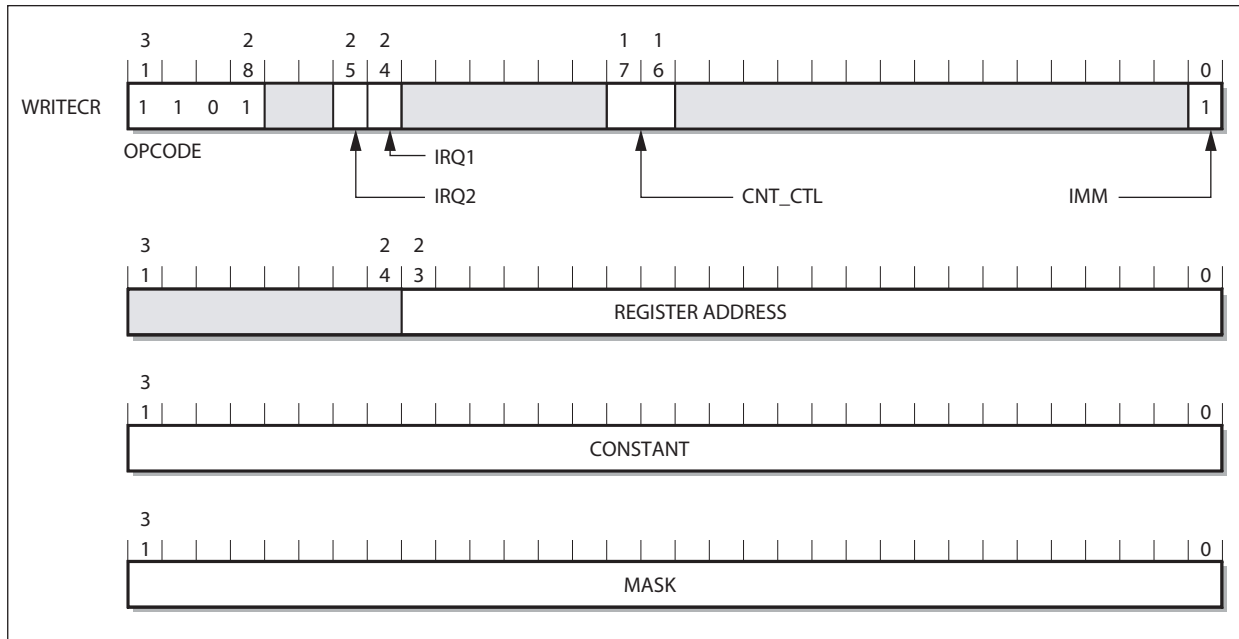 3 2 2 2 1 1
1 8 5 4 7 6 0
WRITECR 1 1 0 1 1
OPCODE
IRQ1
IRQ2 CNT_CTL IMM
3 2 2
1 4 3 0
REGISTER ADDRESS
3
1 0
CONSTANT
3
1 0
MASK